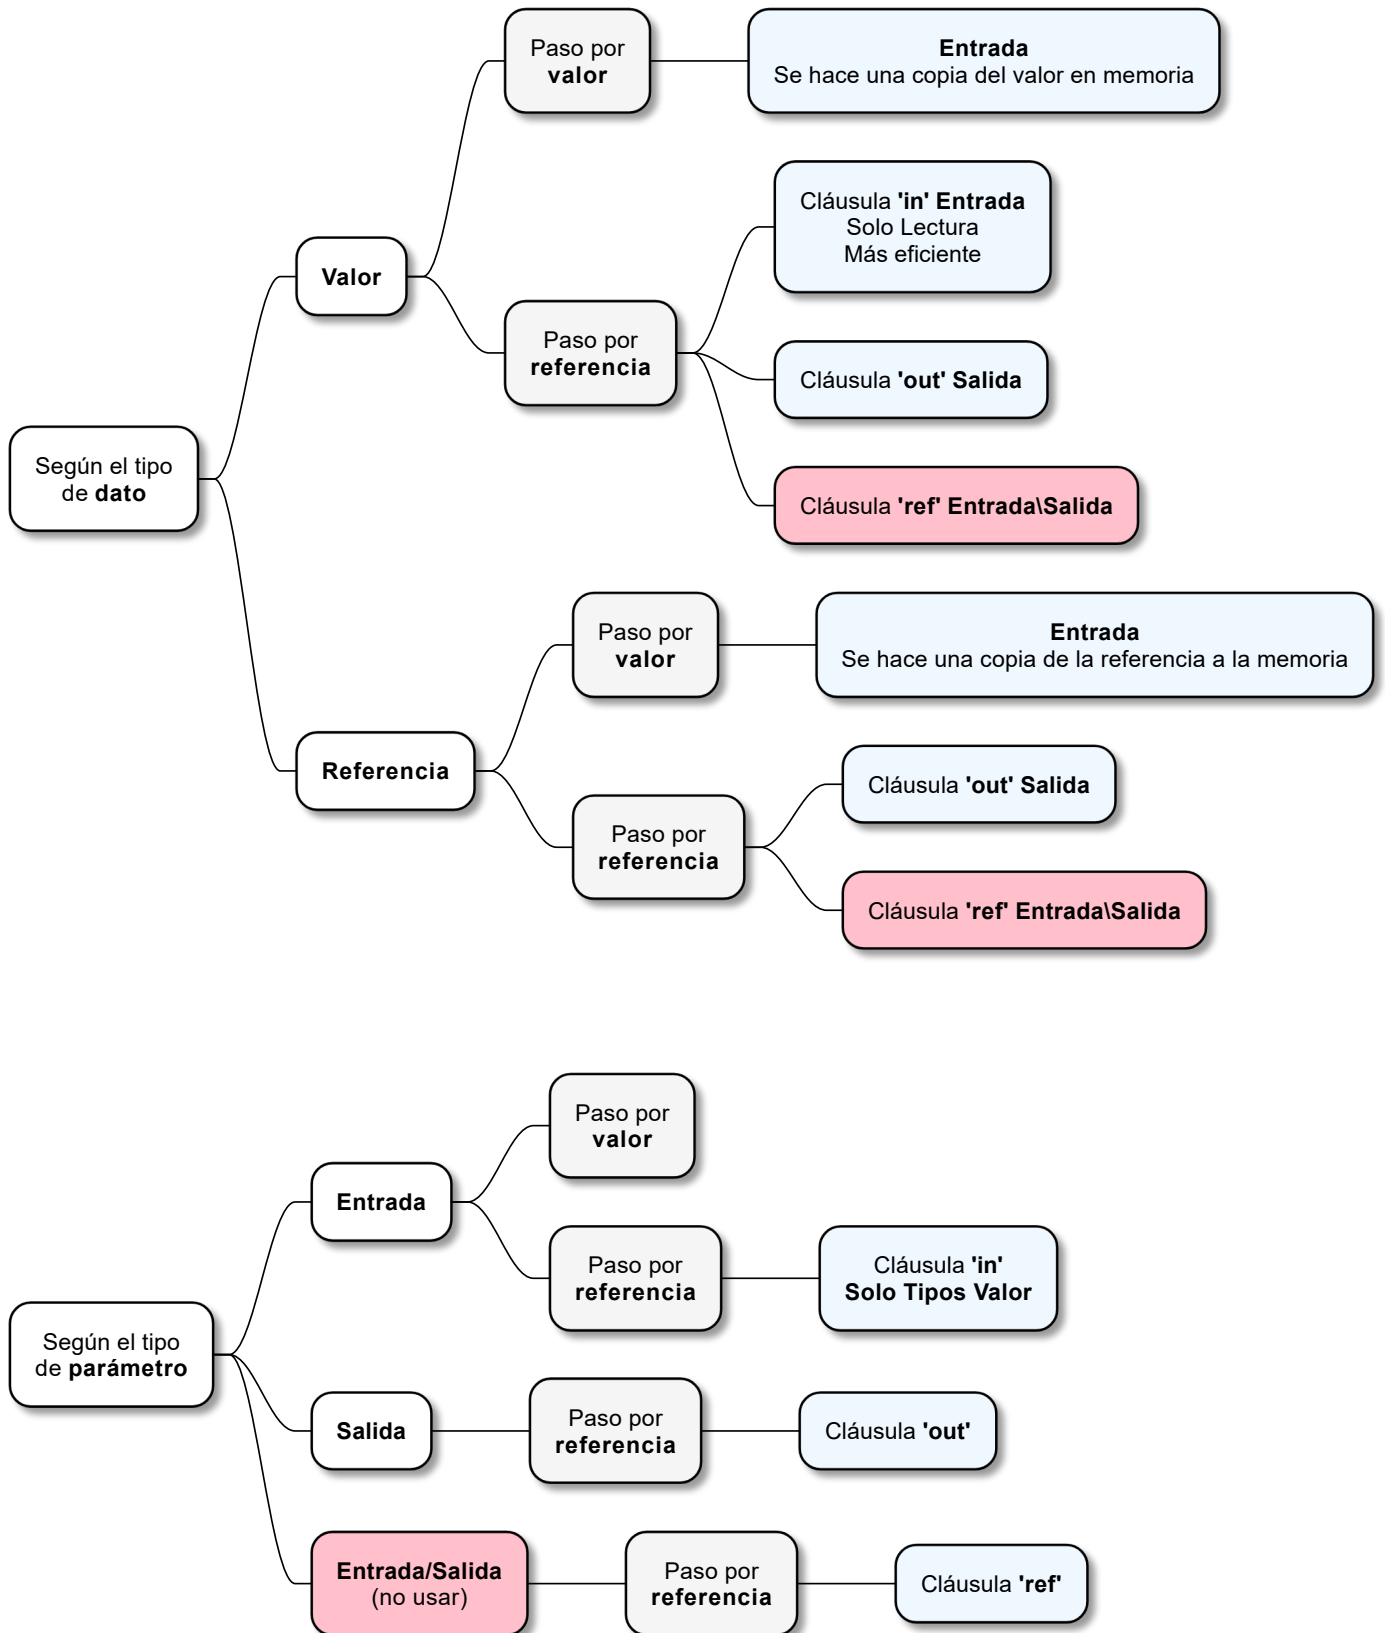 Según el tipo
de dato
Valor
Paso por
valor
Entrada
Se hace una copia del valor en memoria
Paso por
referencia
Cláusula 'in' Entrada
Solo Lectura
Más eficiente
Cláusula 'out' Salida
Cláusula 'ref' Entrada\Salida
Referencia
Paso por
valor
Entrada
Se hace una copia de la referencia a la memoria
Paso por
referencia
Cláusula 'out' Salida
Cláusula 'ref' Entrada\Salida
Según el tipo
de parámetro
Entrada
Paso por
valor
Paso por
referencia
Cláusula 'in'
Solo Tipos Valor
Salida
Paso por
referencia
Cláusula 'out'
Entrada/Salida
(no usar)
Paso por
referencia
Cláusula 'ref'